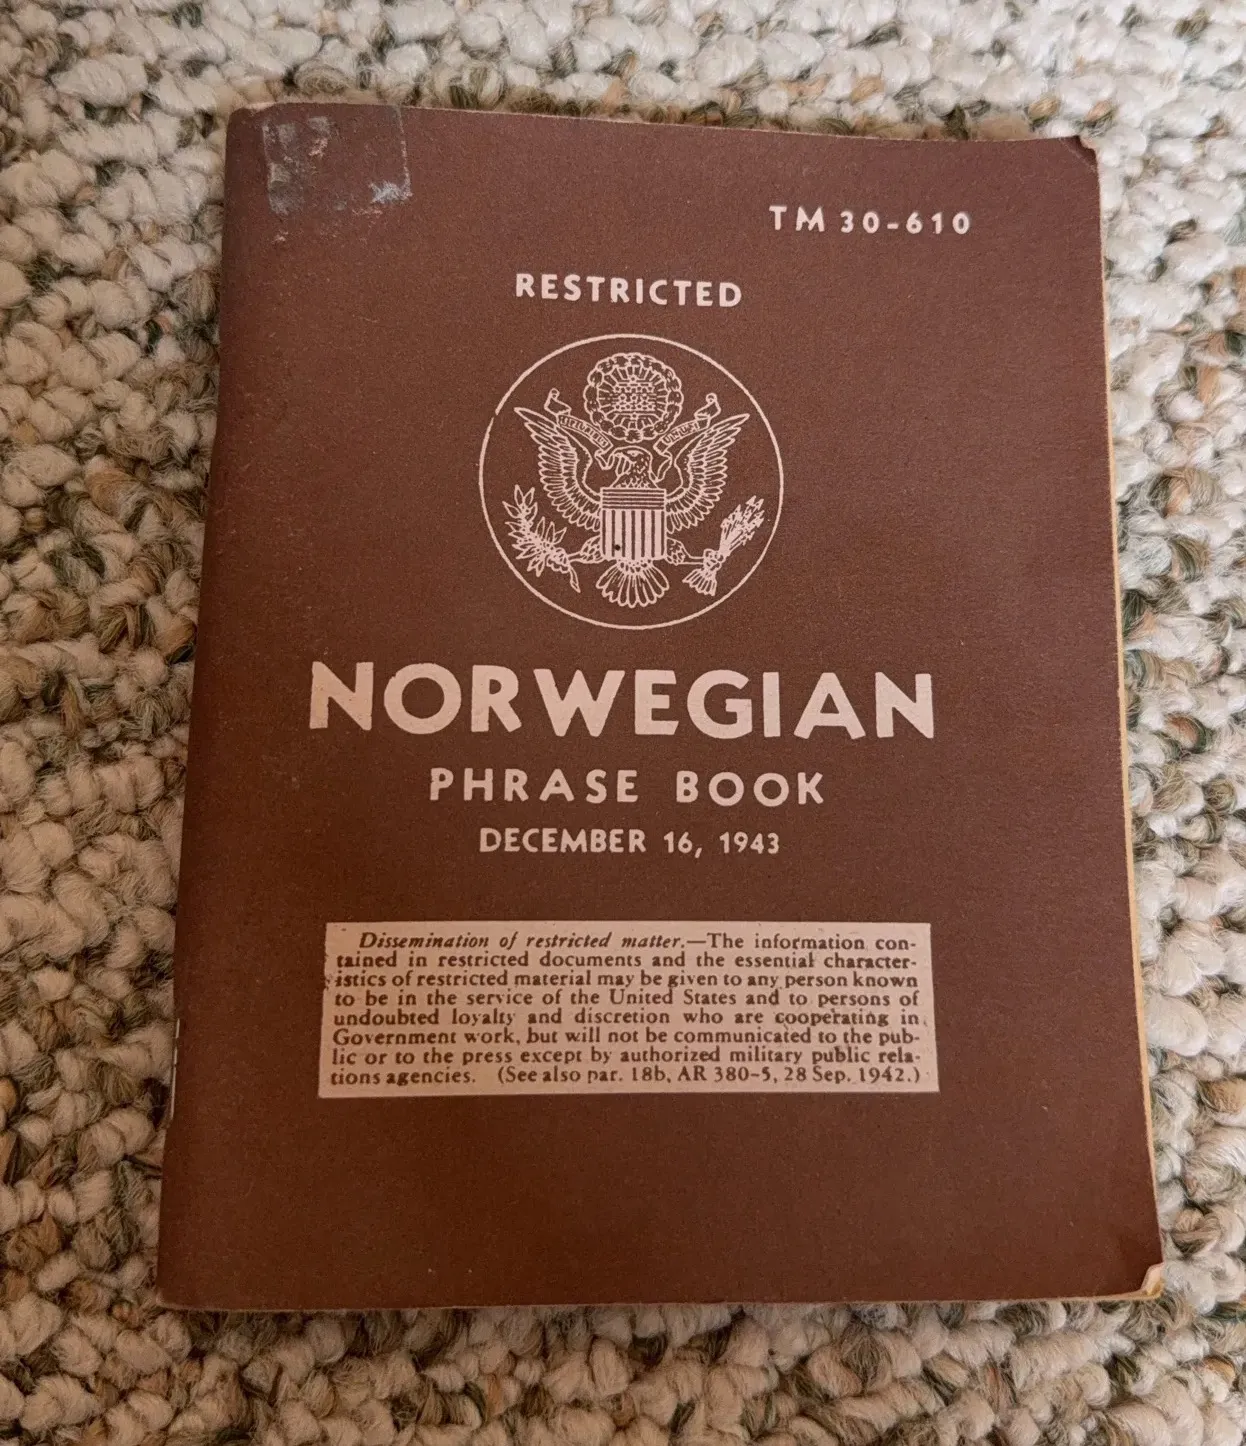 TM 30-610
RESTRICTED
NORWEGIAN
PHRASE BOOK
DECEMBER 16, 1943
Dissemination of restricted matter.—The information con-
tained in restricted documents and the essential character-
istics of restricted material may be given to any person known
to be in the service of the United States and to persons of
undoubted loyalty and discretion who are cooperating in
Government work, but will not be communicated to the pub-
lic or to the press except by authorized military public rela-
tions agencies. (See also par. 18b, AR 380-5, 28 Sep. 1942.)